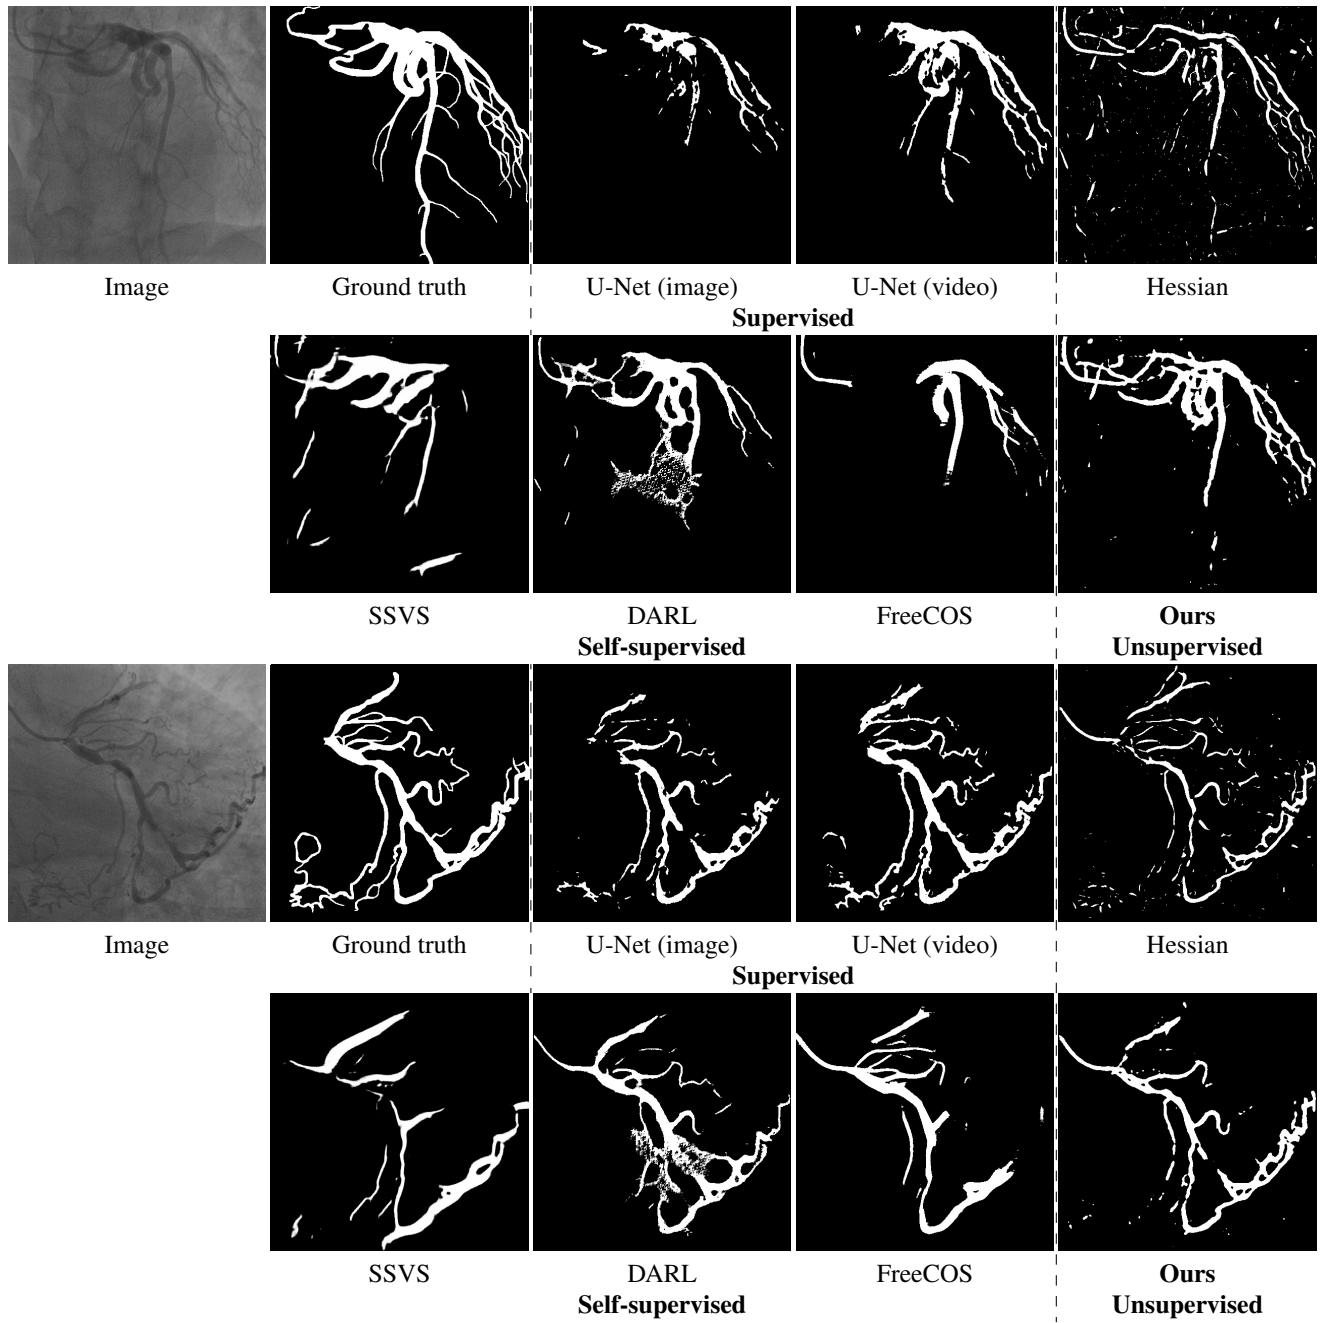 Image Ground truth U-Net (image) U-Net (video) Hessian
Supervised
SSVS DARL FreeCOS Ours
Self-supervised Unsupervised
Image Ground truth U-Net (image) U-Net (video) Hessian
Supervised
SSVS DARL FreeCOS Ours
Self-supervised Unsupervised